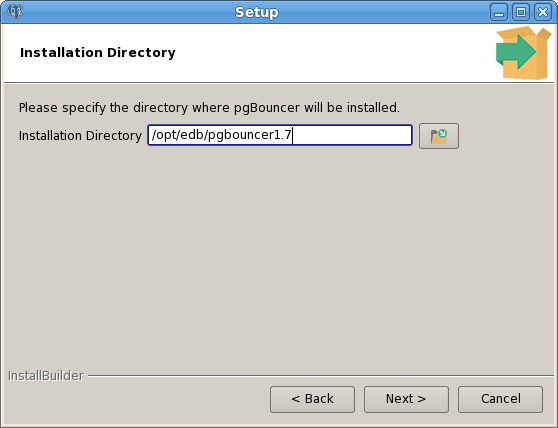 Setup
Installation Directory
Please specify the directory where pgBouncer will be installed.
Installation Directory /opt/edb/pgbouncer1.7
InstallBuilder
< Back Next > Cancel